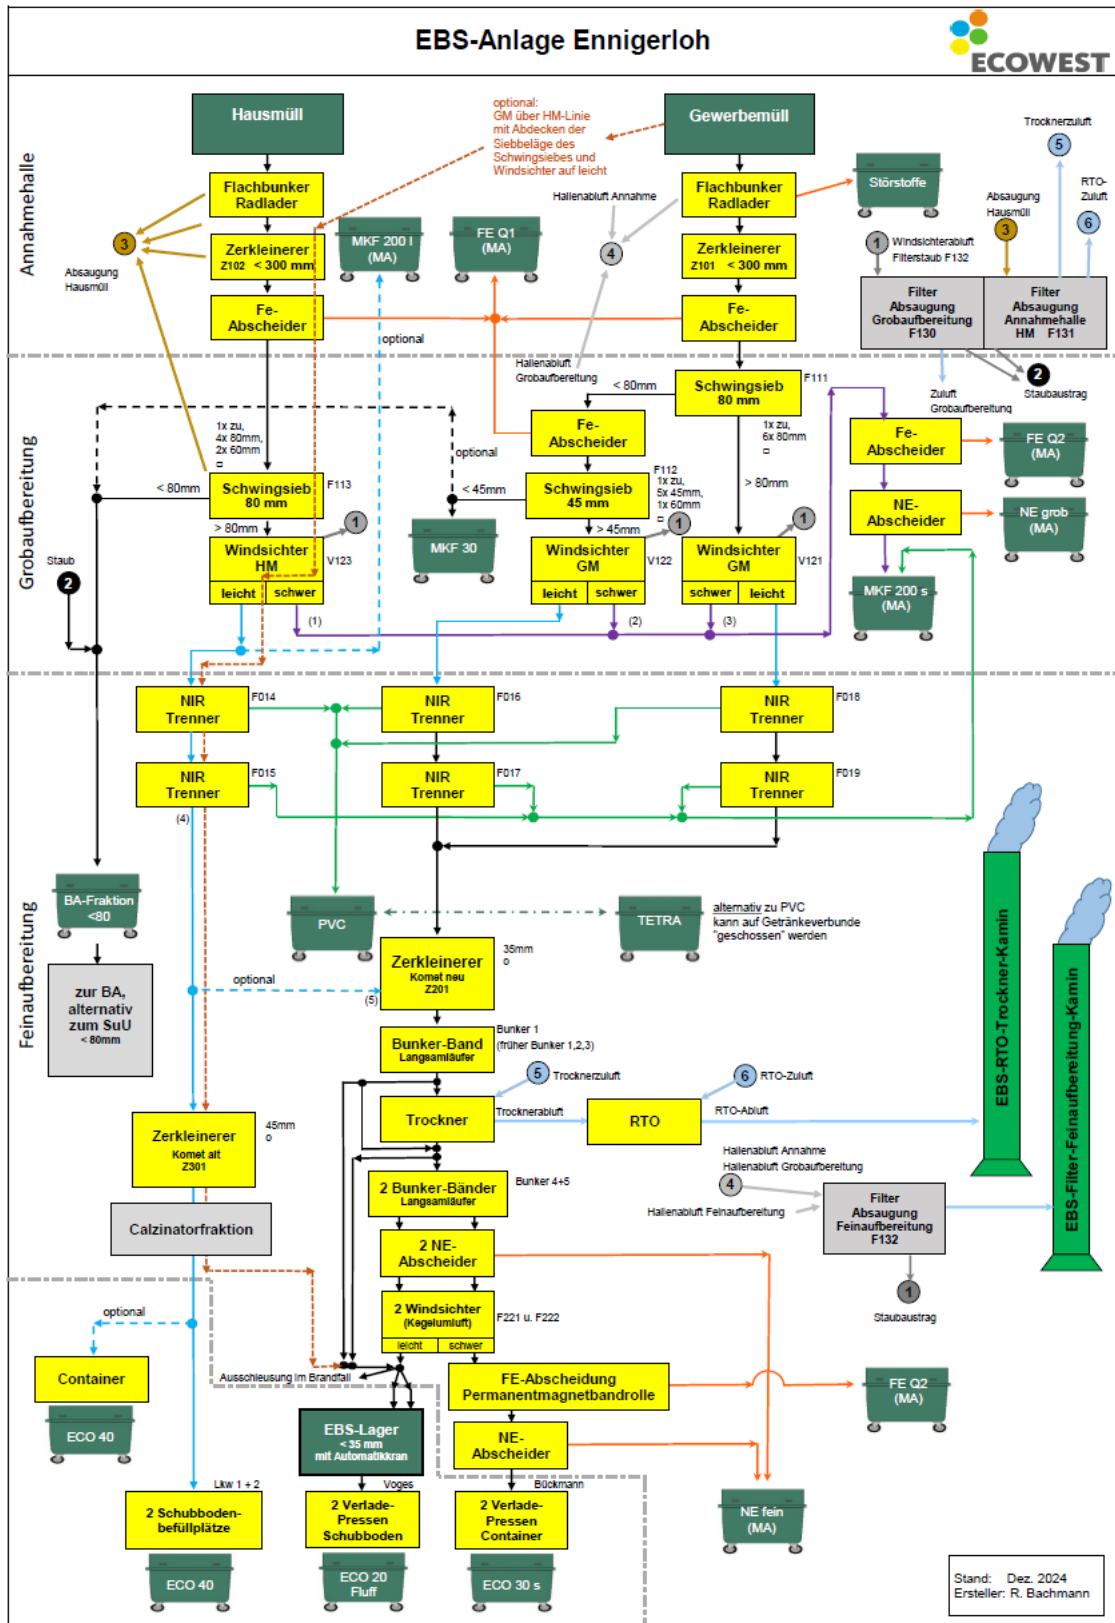 EBS-Anlage Ennigerloh
ECOWEST
Annahmehalle
Hausmüll
optional:
GM über HM-Linie
mit Abdecken der
Siebbeläge des
Schwingsiebes und
Windsichter auf leicht
Gewerbemüll
Trocknerzuluft
5
RTO-
Zuluft
6
Flachbunker
Radlader
Hallenabluft Annahme
Flachbunker
Radlader
Störstoffe
Absaugung
Hausmüll
3
3
Absaugung
Hausmüll
Zerkleinerer
Z102 < 300 mm
MKF 200 l
(MA)
FE Q1
(MA)
4
Zerkleinerer
Z101 < 300 mm
1
Windsichterabluft
Filterstaub F132
Fe-
Abscheider
optional
Fe-
Abscheider
Filter
Absaugung
Grobaufbereitung
F130
Filter
Absaugung
Annahmehalle
HM F131
Hallenabluft
Grobaufbereitung
2
Staubaustrag
Zuluft
Grobaufbereitung
Grobaufbereitung
< 80mm
Schwingsieb
80 mm
F111
1x zu,
4x 80mm,
2x 60mm
□
optional
Fe-
Abscheider
1x zu,
6x 80mm
□
Fe-
Abscheider
FE Q2
(MA)
< 80mm
Schwingsieb
80 mm
F113
< 45mm
Schwingsieb
45 mm
F112
1x zu,
5x 45mm,
1x 60mm
□
> 80mm
NE-
Abscheider
NE grob
(MA)
> 80mm
1
MKF 30
> 45mm
1
1
Staub
2
Windsichter
HM
V123
leicht
schwer
Windsichter
GM
V122
leicht
schwer
Windsichter
GM
V121
schwer
leicht
MKF 200 s
(MA)
(1)
(2)
(3)
Feinaufbereitung
NIR
Trenner
F014
NIR
Trenner
F016
NIR
Trenner
F018
NIR
Trenner
F015
NIR
Trenner
F017
NIR
Trenner
F019
(4)
BA-Fraktion
<80
PVC
TETRA
alternativ zu PVC
kann auf Getränkeverbunde
"geschossen" werden
zur BA,
alternativ
zum SuU
< 80mm
optional
(5)
Zerkleinerer
Komet neu
Z201
35mm
o
Bunker-Band
Langsamläufer
Bunker 1
(früher Bunker 1,2,3)
5
Trocknerzuluft
6
RTO-Zuluft
Trockner
Trocknerabluft
RTO
RTO-Abluft
EBS-RTO-Trockner-Kamin
EBS-Filter-Feinaufbereitung-Kamin
Zerkleinerer
Komet alt
Z301
45mm
o
2 Bunker-Bänder
Langsamläufer
Bunker 4+5
Hallenabluft Annahme
Hallenabluft Grobaufbereitung
4
Hallenabluft Feinaufbereitung
Filter
Absaugung
Feinaufbereitung
F132
Calzinatorfraktion
2 NE-
Abscheider
1
Staubaustrag
optional
2 Windsichter
(Kegelumluft)
F221 u. F222
leicht
schwer
Container
ECO 40
Ausschleusung im Brandfall
FE-Abscheidung
Permanentmagnetbandrolle
FE Q2
(MA)
EBS-Lager
< 35 mm
mit Automatikkran
NE-
Abscheider
Lkw 1 + 2
Voges
Bückmann
2 Schubboden-
befüllplätze
2 Verlade-
Pressen
Schubboden
2 Verlade-
Pressen
Container
NE fein
(MA)
ECO 40
ECO 20
Fluff
ECO 30 s
Stand: Dez. 2024
Ersteller: R. Bachmann